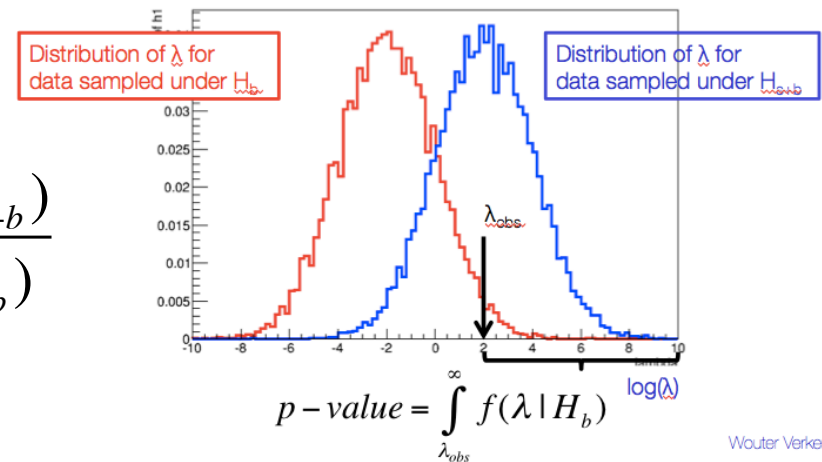 of h1
Distribution of λ for
data sampled under H_b
Distribution of λ for
data sampled under H_s+b
0.03
0.025
0.02
0.015
0.01
0.005
0
-10 -8 -6 -4 -2 0 2 4 6 8 10
λ_obs
+b )
)
log(λ)
p – value = ∫_{λ_obs}^{∞} f(λ | H_b)
Wouter Verke